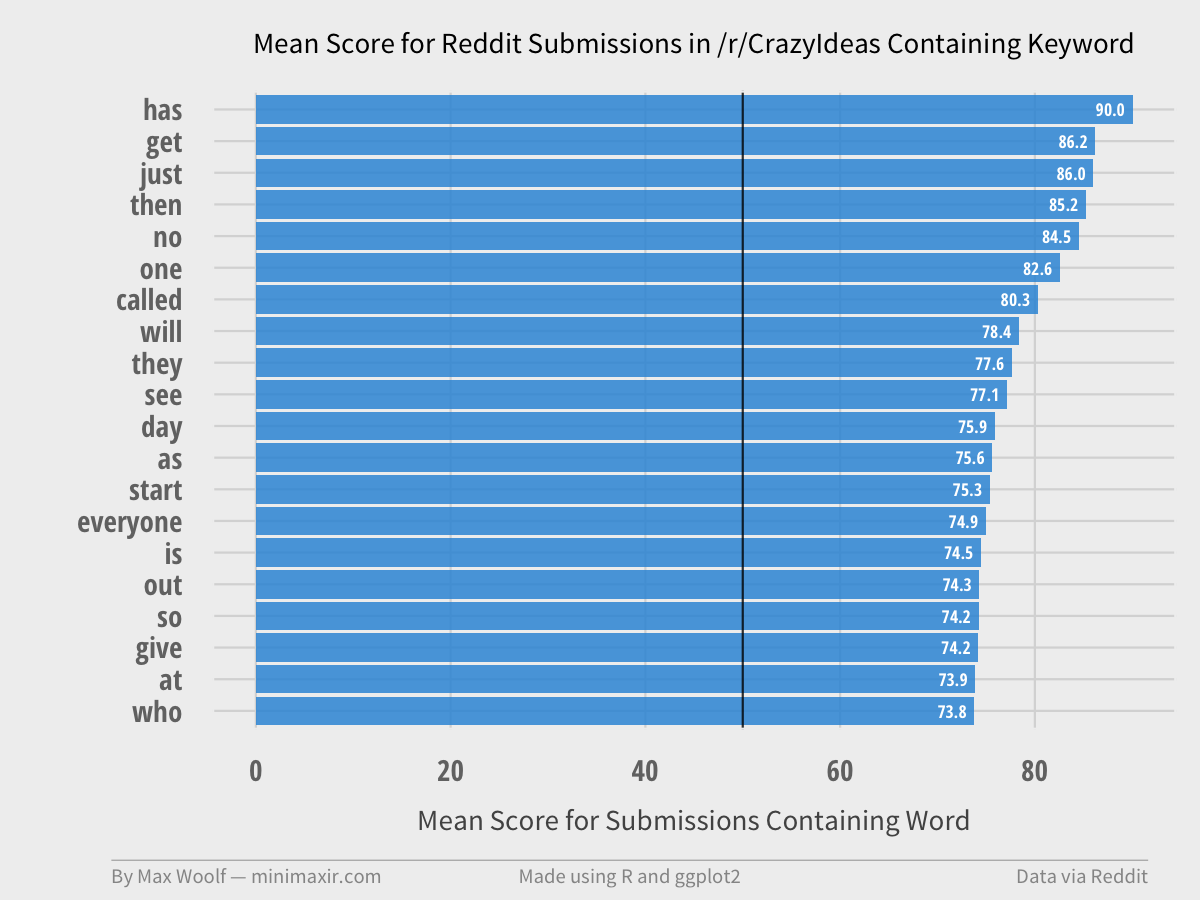 Mean Score for Reddit Submissions in /r/CrazyIdeas Containing Keyword
has 90.0
get 86.2
just 86.0
then 85.2
no 84.5
one 82.6
called 80.3
will 78.4
they 77.6
see 77.1
day 75.9
as 75.6
start 75.3
everyone 74.9
is 74.5
out 74.3
so 74.2
give 74.2
at 73.9
who 73.8
0 20 40 60 80
Mean Score for Submissions Containing Word
By Max Woolf — minimaxir.com Made using R and ggplot2 Data via Reddit